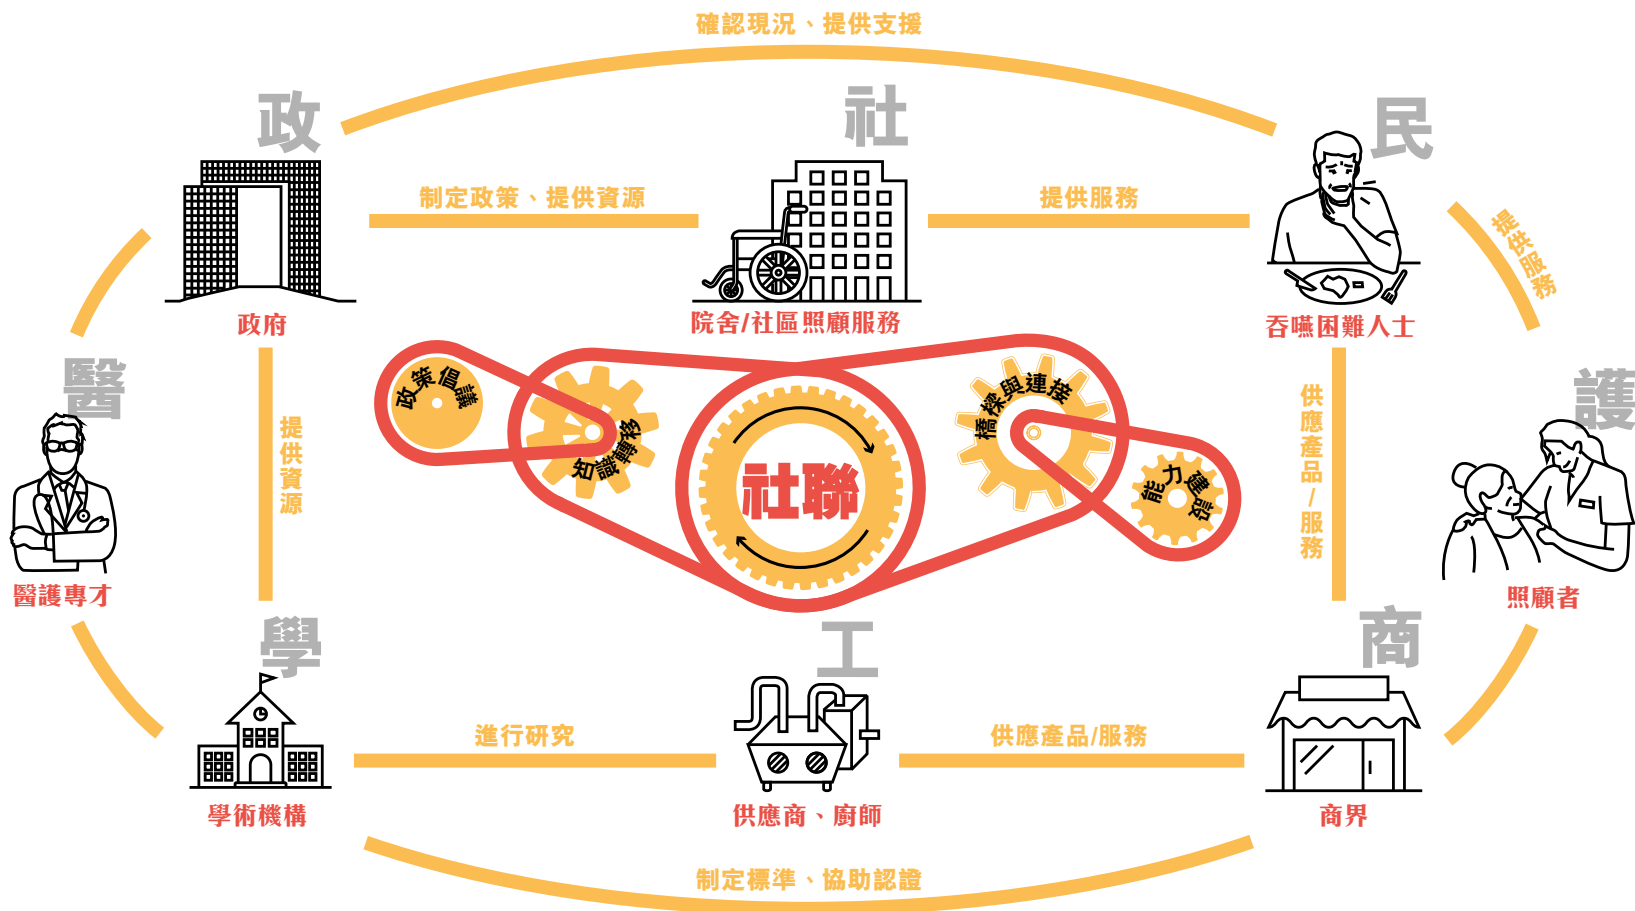 確認現況、提供支援
政
社
民
制定政策、提供資源
提供服務
提供服務
政府
院舍/社區照顧服務
吞嚥困難人士
醫
護
政策倡議
知識轉移
社聯
橋樑與連接
能力建設
提供資源
供應產品/服務
醫護專才
照顧者
學
工
商
進行研究
供應產品/服務
學術機構
供應商、廚師
商界
制定標準、協助認證